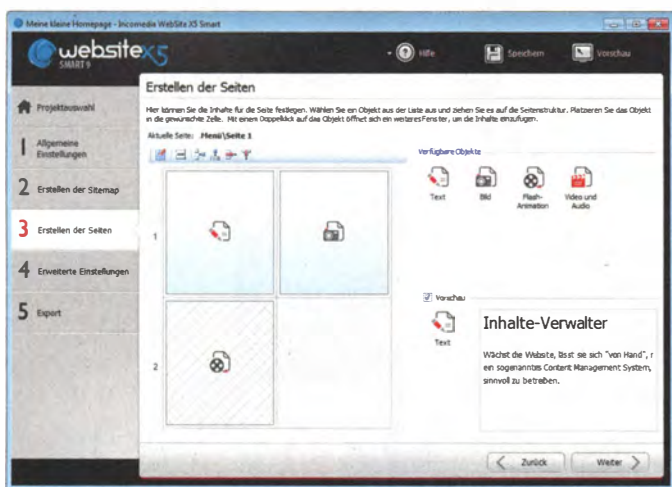 Meine kleine Homepage - Incomedia WebSite X5 Smart
websitex5
SMART 9
Hilfe
Speichern
Vorschau
Projektauswahl
1 Allgemeine
Einstellungen
2 Erstellen der Sitemap
3 Erstellen der Seiten
4 Erweiterte Einstellungen
5 Export
Erstellen der Seiten
Hier können Sie die Inhalte für die Seite festlegen. Wählen Sie ein Objekt aus der Liste aus und ziehen Sie es auf die Seitenstruktur. Platzieren Sie das Objekt
in die gewünschte Zelle. Mit einem Doppelklick auf das Objekt öffnet sich ein weiteres Fenster, um die Inhalte einzufügen.
Aktuelle Seite: .Menü\Seite 1
1
2
Verfügbare Objekte
Text
Bild
Flash-
Animation
Video und
Audio
Vorschau
Text
Inhalte-Verwalter
Wächst die Website, lässt sie sich "von Hand", r
ein sogenanntes Content Management System,
sinnvoll zu betreiben.
Zurück
Weiter